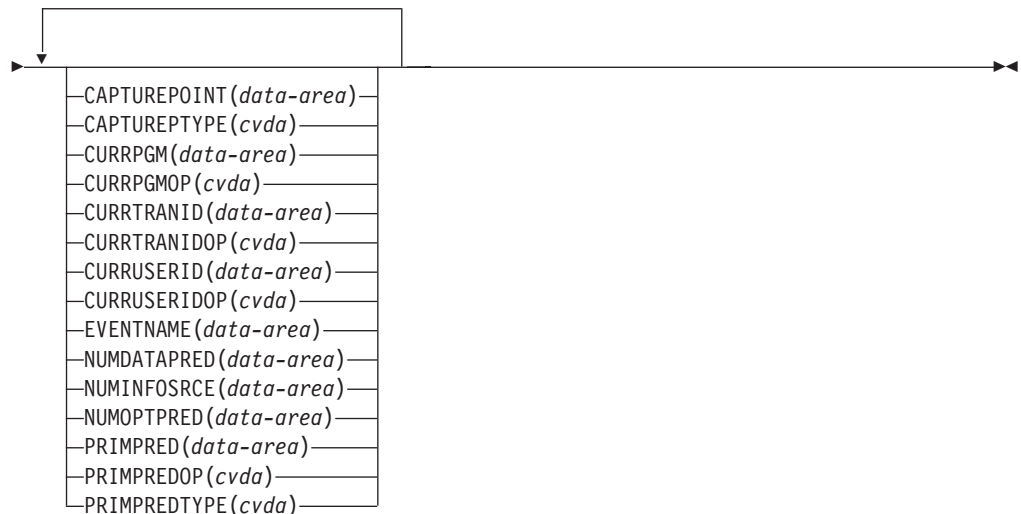 CAPTUREPOINT(data-area)
CAPTUREPTYPE(cvda)
CURRPGM(data-area)
CURRPGMOP(cvda)
CURRTRANID(data-area)
CURRTRANIDOP(cvda)
CURRUSERID(data-area)
CURRUSERIDOP(cvda)
EVENTNAME(data-area)
NUMDATAPRED(data-area)
NUMINFOSRCE(data-area)
NUMOPTPRED(data-area)
PRIMPRED(data-area)
PRIMPREDOP(cvda)
PRIMPREDTYPE(cvda)